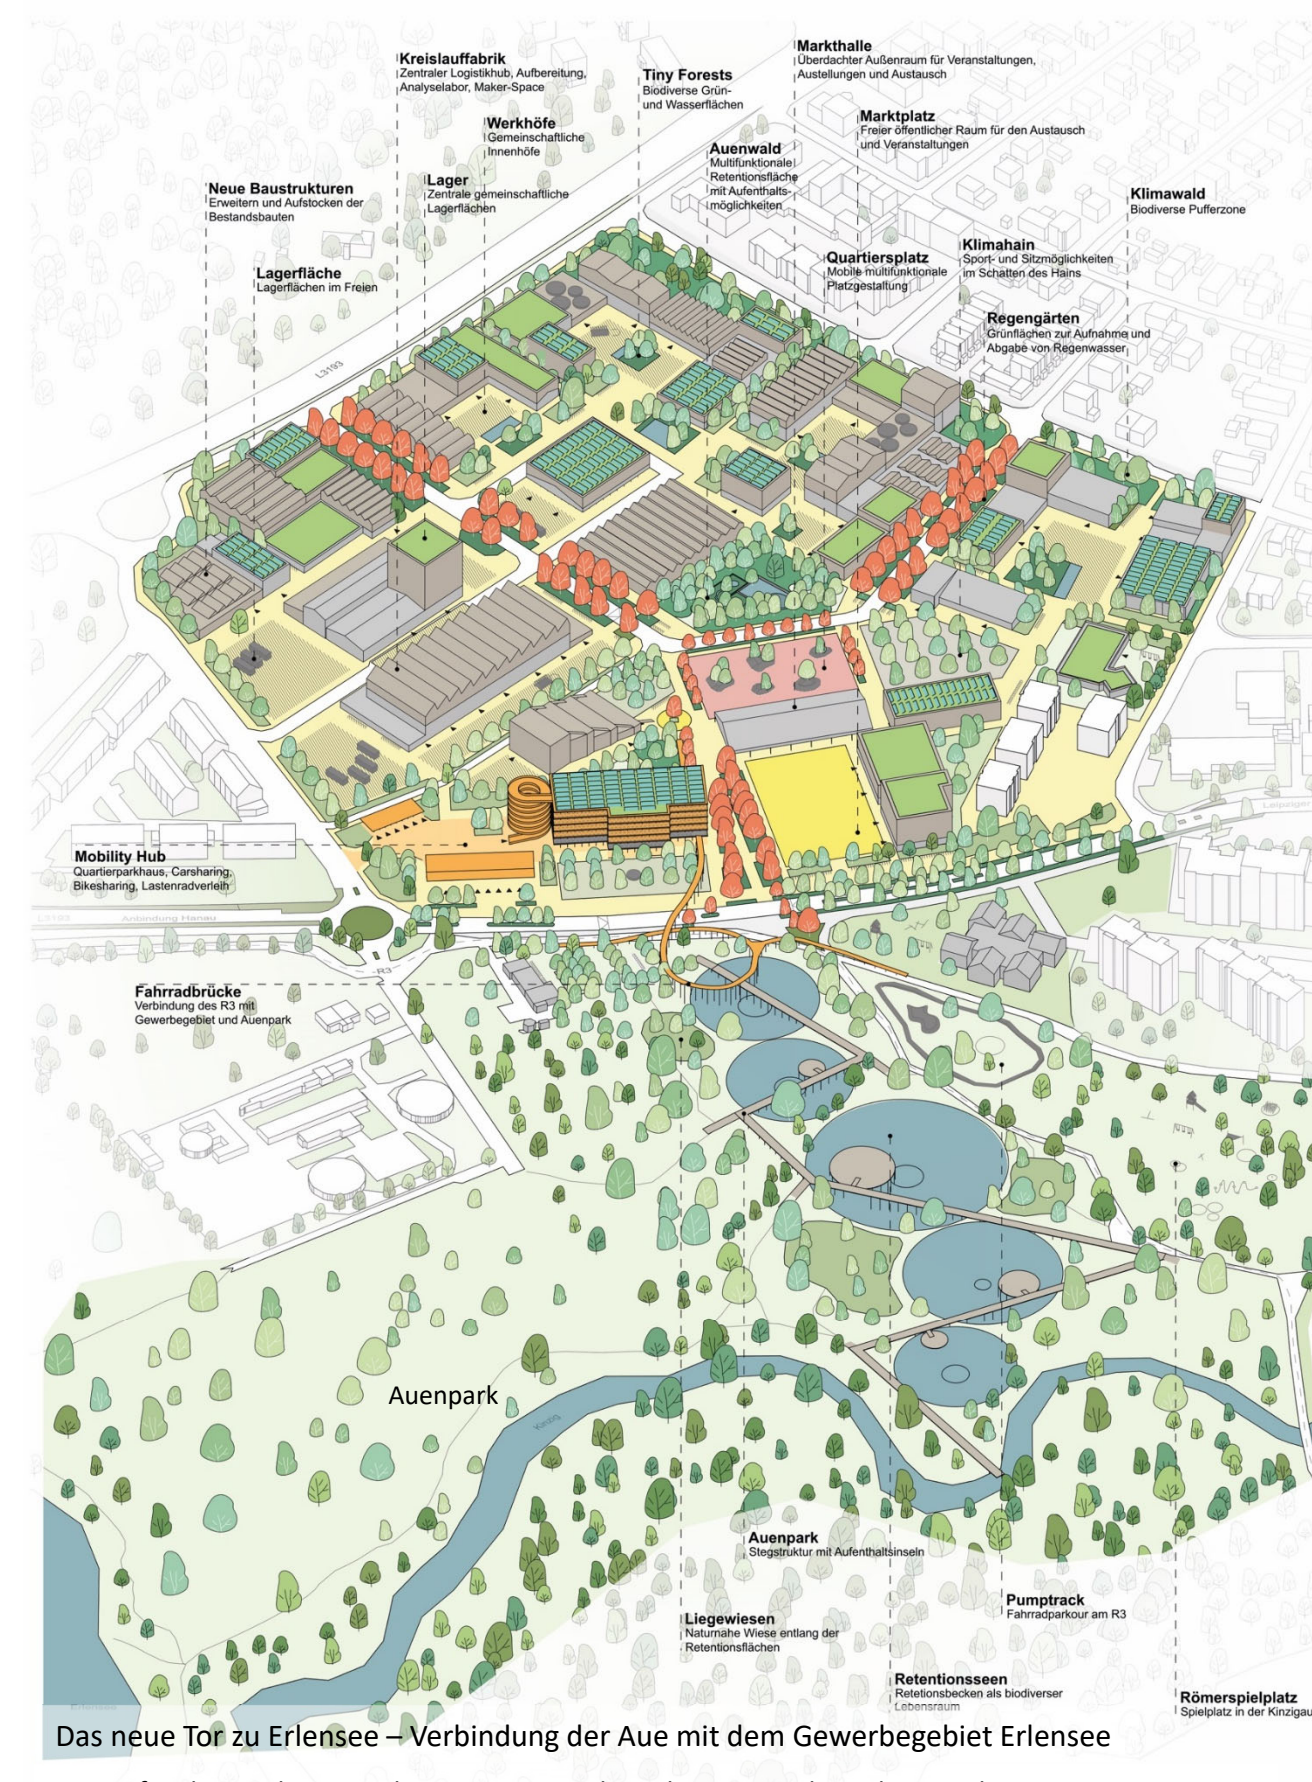 Kreislauffabrik
Zentraler Logistikhub, Aufbereitung,
Analyselabor, Maker-Space
Markthalle
Überdachter Außenraum für Veranstaltungen,
Austellungen und Austausch
Tiny Forests
Biodiverse Grün-
und Wasserflächen
Werkhöfe
Gemeinschaftliche
Innenhöfe
Marktplatz
Freier öffentlicher Raum für den Austausch
und Veranstaltungen
Auenwald
Multifunktionale
Retentionsfläche
mit Aufenthalts-
möglichkeiten
Lager
Zentrale gemeinschaftliche
Lagerflächen
Neue Baustrukturen
Erweitern und Aufstocken der
Bestandsbauten
Klimawald
Biodiverse Pufferzone
Klimahain
Sport- und Sitzmöglichkeiten
im Schatten des Hains
Quartiersplatz
Mobile multifunktionale
Platzgestaltung
Lagerfläche
Lagerflächen im Freien
Regengärten
Grünflächen zur Aufnahme und
Abgabe von Regenwasser
L3193
Leipziger
Mobility Hub
Quartierparkhaus, Carsharing,
Bikesharing, Lastenradverleih
L3193 Anbindung Hanau
R3
Fahrradbrücke
Verbindung des R3 mit
Gewerbegebiet und Auenpark
Auenpark
Kinzig
Auenpark
Stegstruktur mit Aufenthaltsinseln
Pumptrack
Fahrradparkour am R3
Liegewiesen
Naturnahe Wiese entlang der
Retentionsflächen
Retentionsseen
Retetionsbecken als biodiverser
Lebensraum
Römerspielplatz
Spielplatz in der Kinzigau
Erlensee
Das neue Tor zu Erlensee – Verbindung der Aue mit dem Gewerbegebiet Erlensee